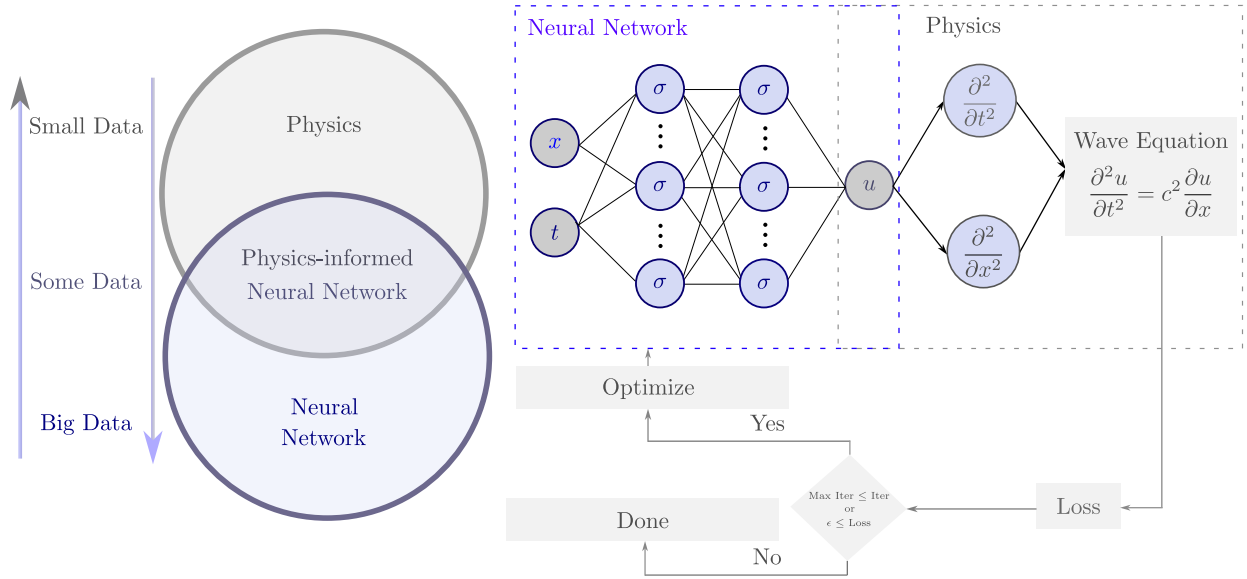 Small Data
Some Data
Big Data
Physics
Physics-informed
Neural Network
Neural
Network
Neural Network
Physics
x
t
σ
σ
σ
σ
σ
σ
u
∂²/∂t²
∂²/∂x²
Wave Equation
∂²u/∂t² = c² ∂u/∂x
Optimize
Yes
Max Iter ≤ Iter
or
ϵ ≤ Loss
Loss
Done
No